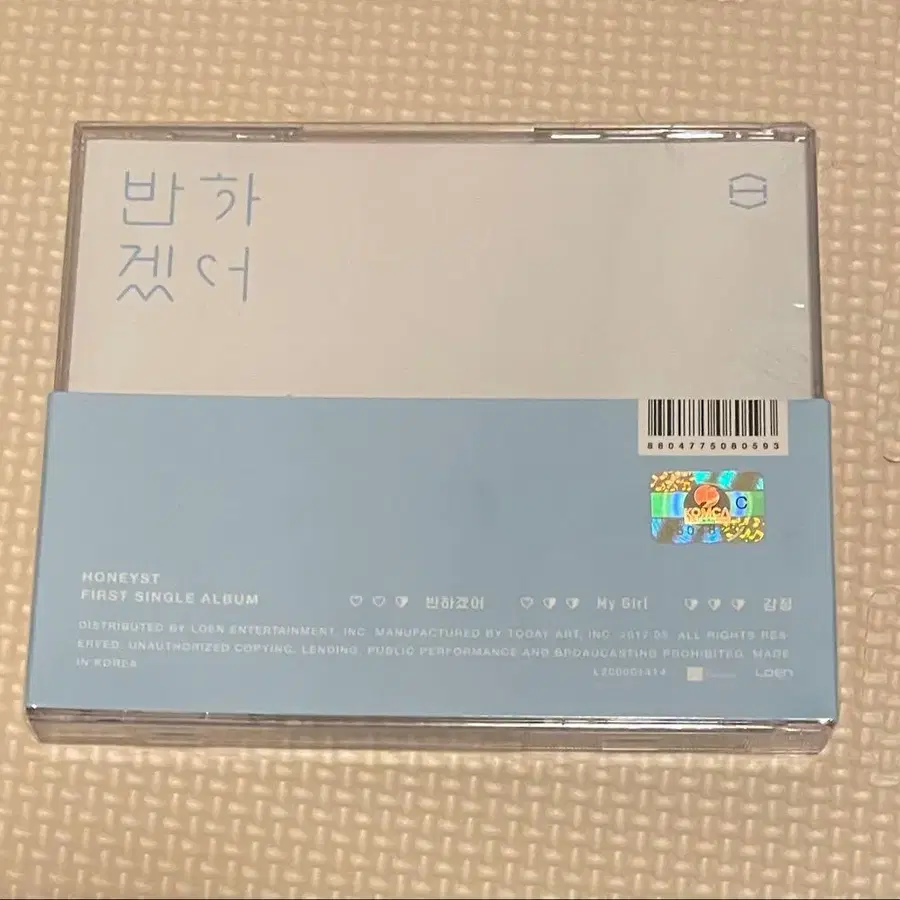 반하
겠어
8804775080593
KOMCA
C
HONEYST
FIRST SINGLE ALBUM
반하겠어 My Girl 감정
DISTRIBUTED BY LOEN ENTERTAINMENT, INC. MANUFACTURED BY TODAY ART, INC. 2017.05. ALL RIGHTS RES-
ERVED. UNAUTHORIZED COPYING, LENDING, PUBLIC PERFORMANCE AND BROADCASTING PROHIBITED. MADE
IN KOREA
L200001414 LOEN